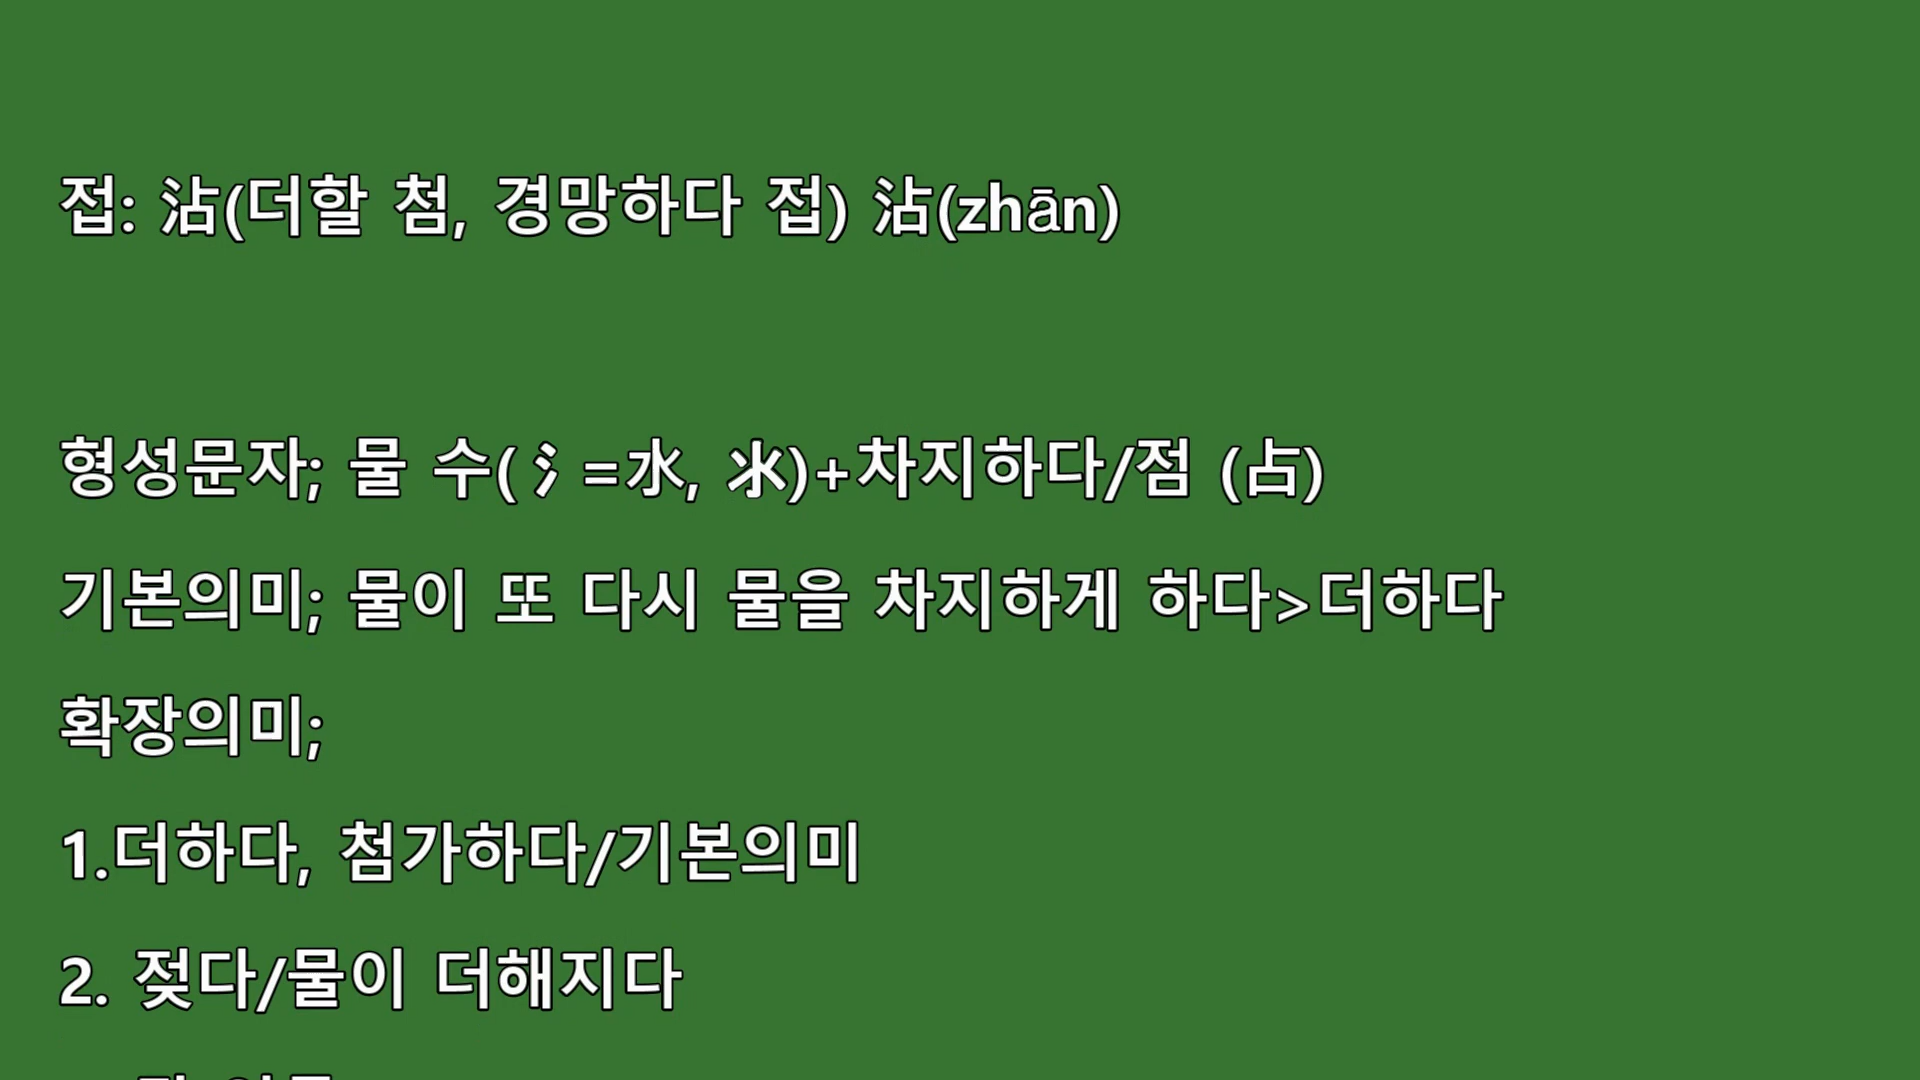 접: 沾(더할 첨, 경망하다 접) 沾(zhān)
형성문자; 물 수(氵=水, 氺)+차지하다/점 (占)
기본의미; 물이 또 다시 물을 차지하게 하다>더하다
확장의미;
1.더하다, 첨가하다/기본의미
2. 젖다/물이 더해지다